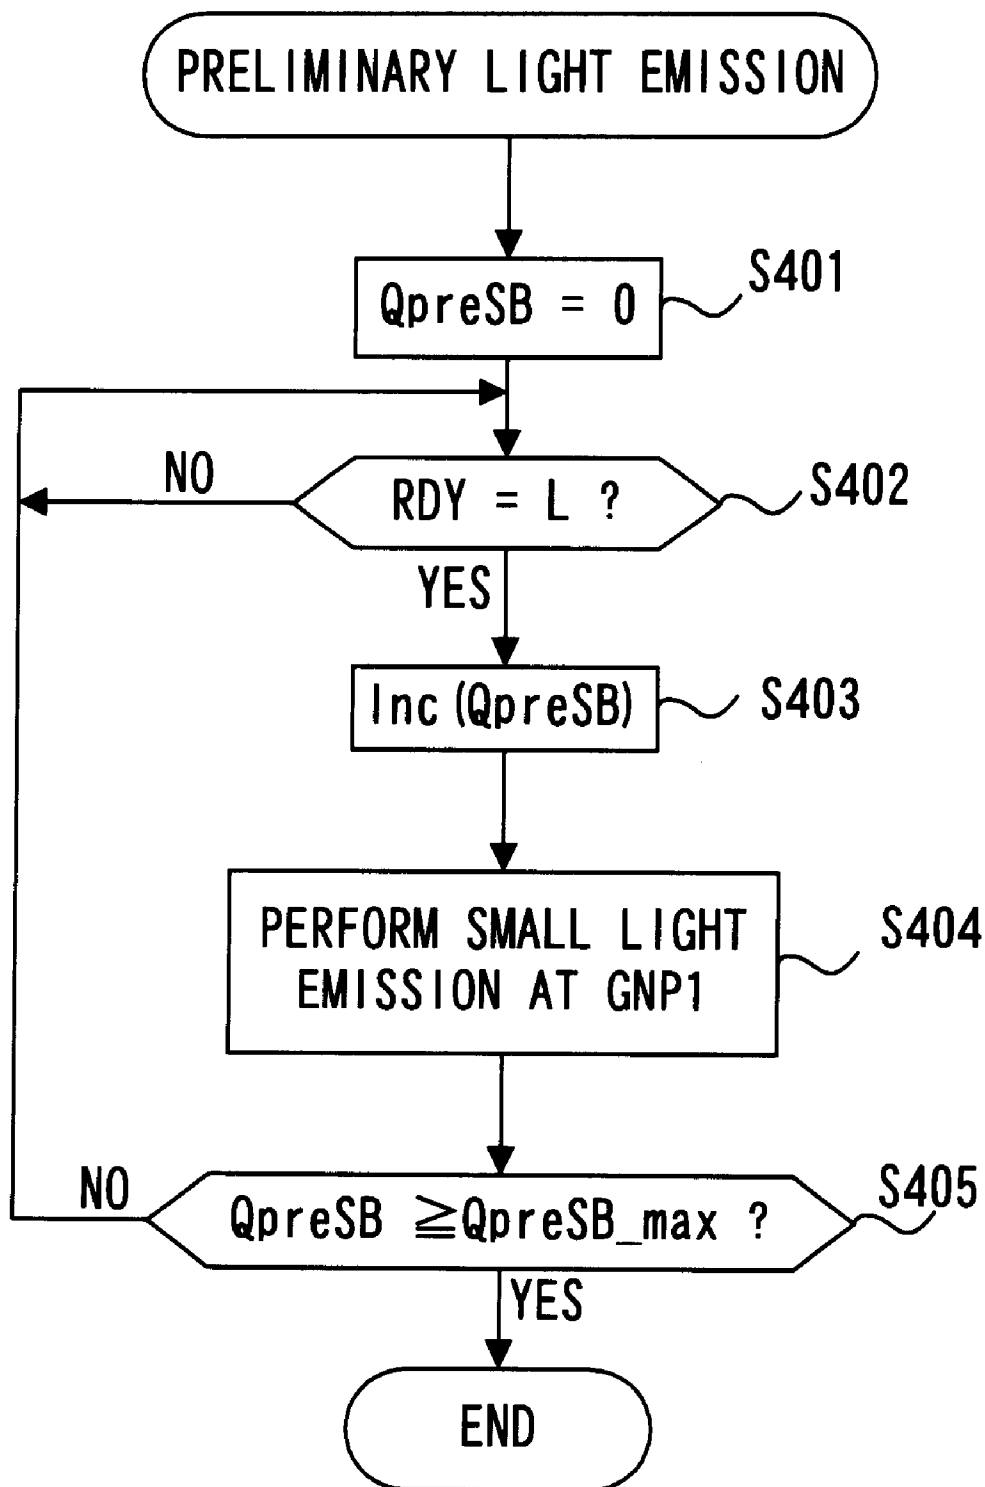 PRELIMINARY LIGHT EMISSION
QpreSB = 0
S401
NO
RDY = L ?
S402
YES
Inc(QpreSB)
S403
PERFORM SMALL LIGHT
EMISSION AT GNP1
S404
NO
QpreSB ≧QpreSB_max ?
S405
YES
END